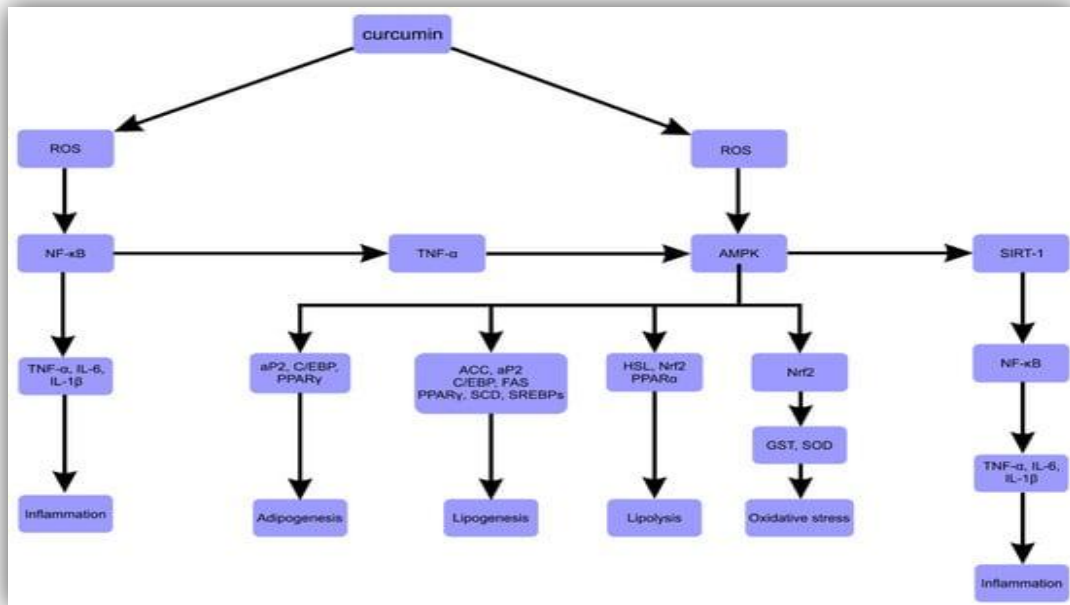 curcumin
ROS
ROS
NF-κB
TNF-α
AMPK
SIRT-1
TNF-α, IL-6,
IL-1β
aP2, C/EBP,
PPARγ
ACC, aP2
C/EBP, FAS
PPARγ, SCD, SREBPs
HSL, Nrf2
PPARα
Nrf2
NF-κB
GST, SOD
TNF-α, IL-6,
IL-1β
Inflammation
Adipogenesis
Lipogenesis
Lipolysis
Oxidative stress
Inflammation